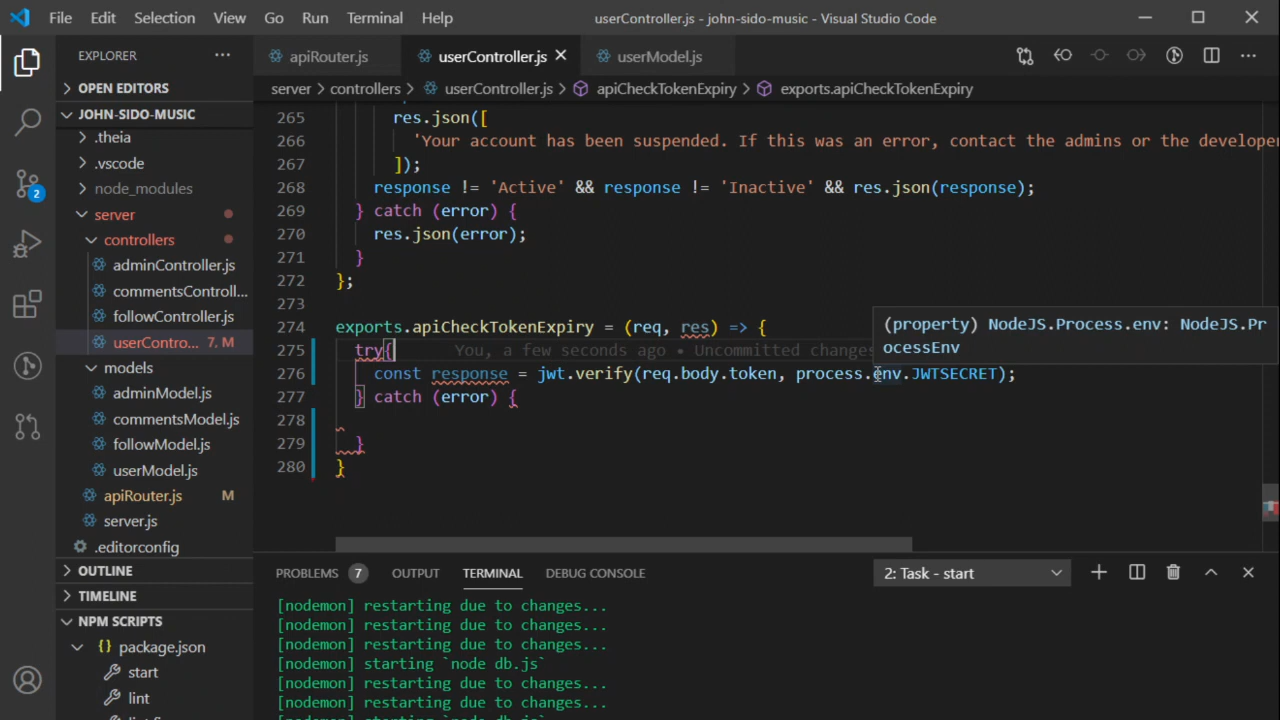 File Edit Selection View Go Run Terminal Help userController.js - john-sido-music - Visual Studio Code
EXPLORER
OPEN EDITORS
JOHN-SIDO-MUSIC
.theia
.vscode
node_modules
server
controllers
adminController.js
commentsControll...
followController.js
userContro... 7, M
models
adminModel.js
commentsModel.js
followModel.js
userModel.js
apiRouter.js M
server.js
.editorconfig
OUTLINE
TIMELINE
NPM SCRIPTS
package.json
start
lint
2
apiRouter.js userController.js userModel.js
server > controllers > userController.js > apiCheckTokenExpiry > exports.apiCheckTokenExpiry
265 res.json([
266 'Your account has been suspended. If this was an error, contact the admins or the develope
267 ]);
268 response != 'Active' && response != 'Inactive' && res.json(response);
269 } catch (error) {
270 res.json(error);
271 }
272 };
273
274 exports.apiCheckTokenExpiry = (req, res) => {
275 try{ You, a few seconds ago • Uncommitted changes
276 const response = jwt.verify(req.body.token, process.env.JWTSECRET);
277 } catch (error) {
278
279 }
280 }
(property) NodeJS.Process.env: NodeJS.Pr
ocessEnv
PROBLEMS 7 OUTPUT TERMINAL DEBUG CONSOLE 2: Task - start
[nodemon] restarting due to changes...
[nodemon] restarting due to changes...
[nodemon] restarting due to changes...
[nodemon] starting `node db.js`
[nodemon] restarting due to changes...
[nodemon] restarting due to changes...